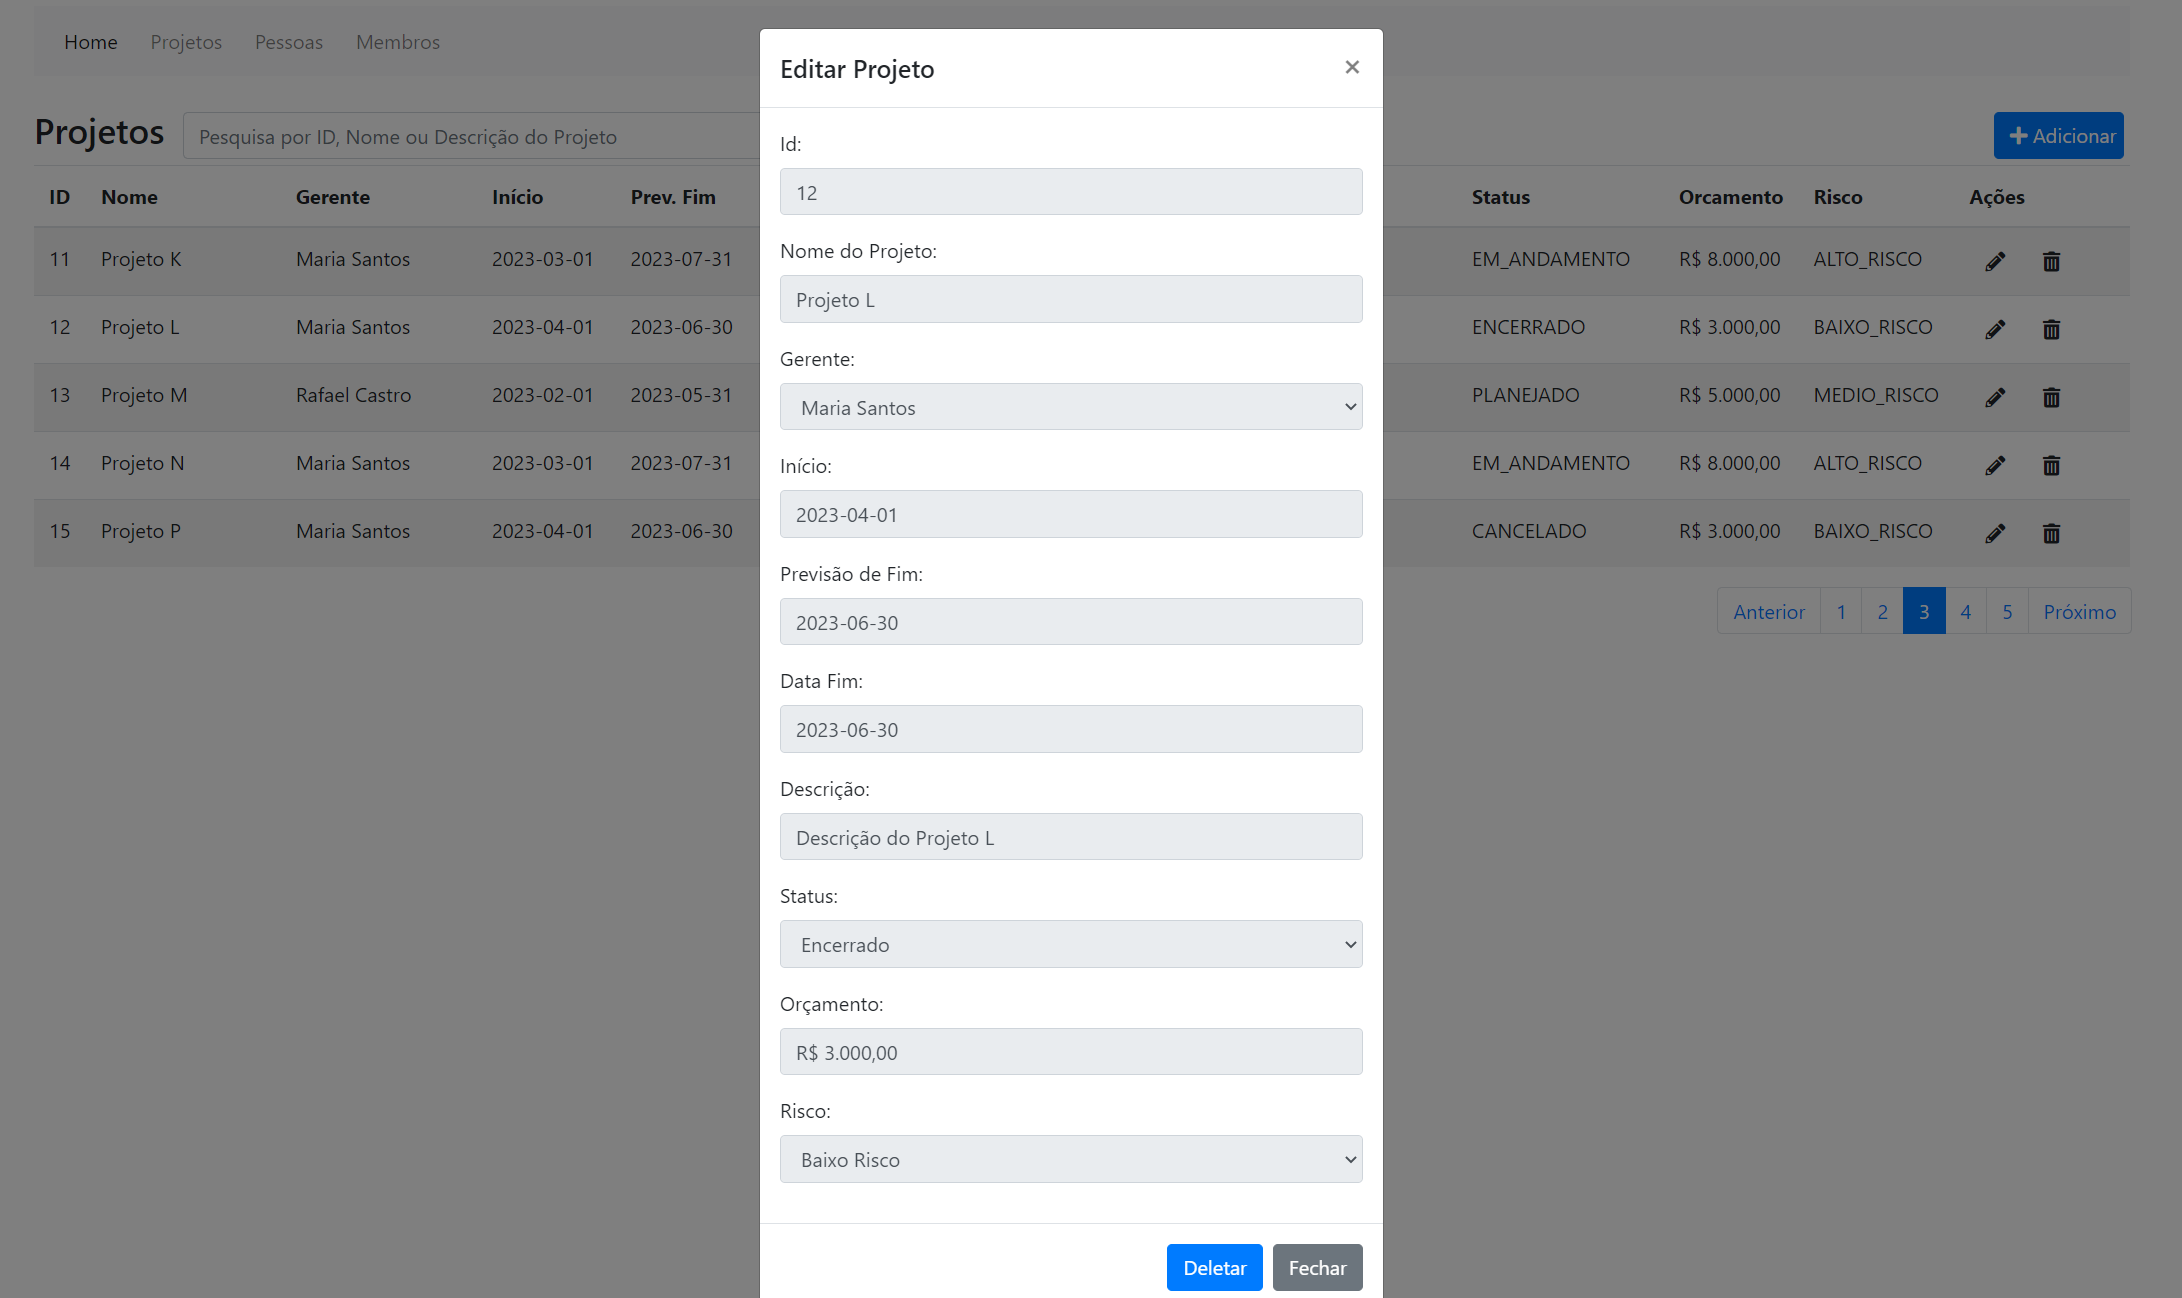 Home Projetos Pessoas Membros
Projetos
Pesquisa por ID, Nome ou Descrição do Projeto
Adicionar
ID Nome Gerente Início Prev. Fim Status Orcamento Risco Ações
11 Projeto K Maria Santos 2023-03-01 2023-07-31 EM_ANDAMENTO R$ 8.000,00 ALTO_RISCO
12 Projeto L Maria Santos 2023-04-01 2023-06-30 ENCERRADO R$ 3.000,00 BAIXO_RISCO
13 Projeto M Rafael Castro 2023-02-01 2023-05-31 PLANEJADO R$ 5.000,00 MEDIO_RISCO
14 Projeto N Maria Santos 2023-03-01 2023-07-31 EM_ANDAMENTO R$ 8.000,00 ALTO_RISCO
15 Projeto P Maria Santos 2023-04-01 2023-06-30 CANCELADO R$ 3.000,00 BAIXO_RISCO
Anterior 1 2 3 4 5 Próximo
Editar Projeto ×
Id:
12
Nome do Projeto:
Projeto L
Gerente:
Maria Santos
Início:
2023-04-01
Previsão de Fim:
2023-06-30
Data Fim:
2023-06-30
Descrição:
Descrição do Projeto L
Status:
Encerrado
Orçamento:
R$ 3.000,00
Risco:
Baixo Risco
Deletar Fechar